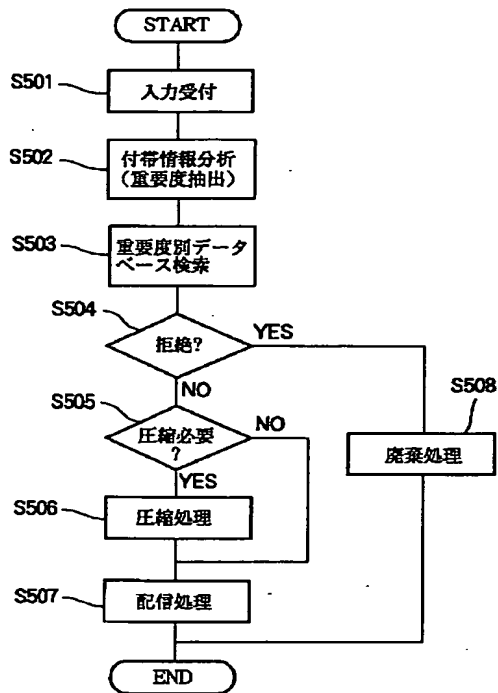 START
S501
入力受付
S502
付帯情報分析
(重要度抽出)
S503
重要度別データ
ベース検索
S504
拒絶?
YES
NO
S505
圧縮必要
?
NO
YES
S508
廃棄処理
S506
圧縮処理
S507
配信処理
END